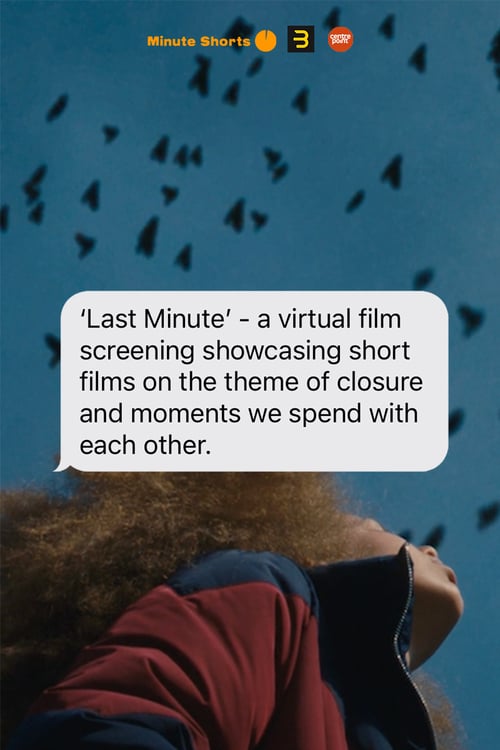 Minute Shorts
centre
point
‘Last Minute’ - a virtual film
screening showcasing short
films on the theme of closure
and moments we spend with
each other.